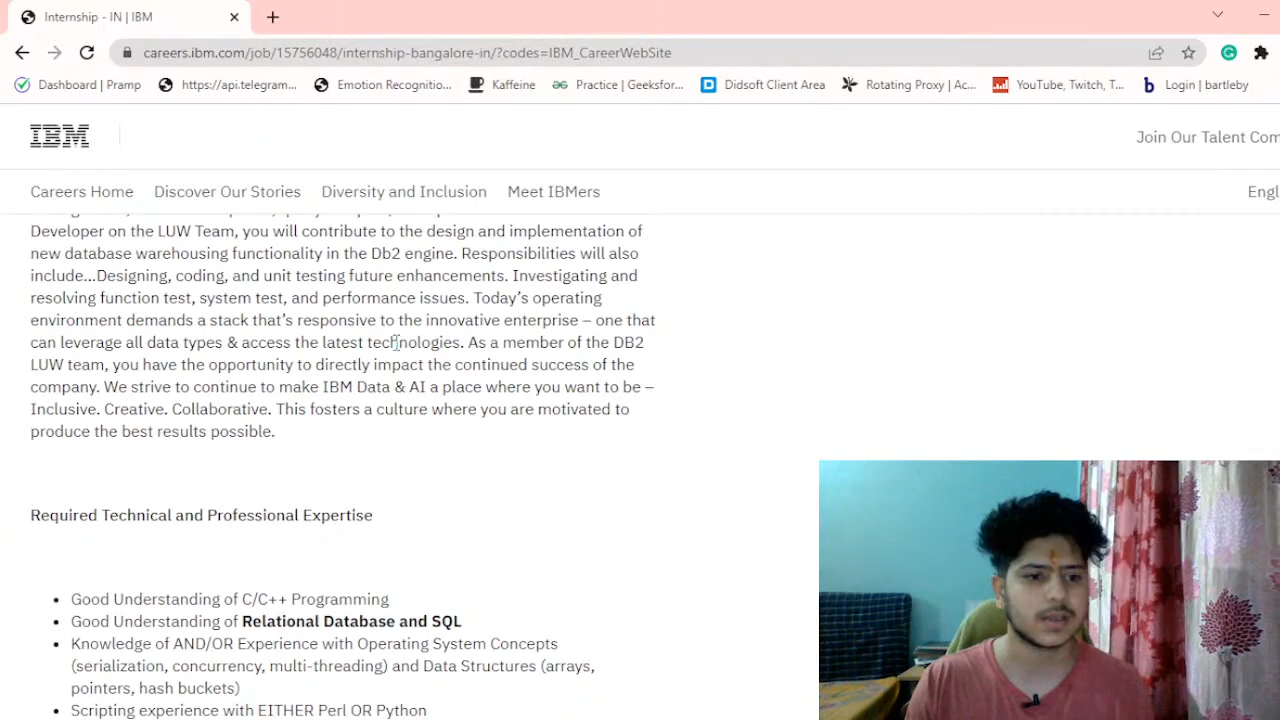 Internship - IN | IBM
careers.ibm.com/job/15756048/internship-bangalore-in/?codes=IBM_CareerWebSite
Dashboard | Pramp
https://api.telegram...
Emotion Recognitio...
Kaffeine
Practice | Geeksfor...
Didsoft Client Area
Rotating Proxy | Ac...
YouTube, Twitch, T...
Login | bartleby
IBM
Join Our Talent Com
Careers Home
Discover Our Stories
Diversity and Inclusion
Meet IBMers
Engl
Developer on the LUW Team, you will contribute to the design and implementation of
new database warehousing functionality in the Db2 engine. Responsibilities will also
include...Designing, coding, and unit testing future enhancements. Investigating and
resolving function test, system test, and performance issues. Today’s operating
environment demands a stack that’s responsive to the innovative enterprise – one that
can leverage all data types & access the latest technologies. As a member of the DB2
LUW team, you have the opportunity to directly impact the continued success of the
company. We strive to continue to make IBM Data & AI a place where you want to be –
Inclusive. Creative. Collaborative. This fosters a culture where you are motivated to
produce the best results possible.
Required Technical and Professional Expertise
• Good Understanding of C/C++ Programming
• Good Understanding of Relational Database and SQL
• Knowledge of AND/OR Experience with Operating System Concepts
(serialization, concurrency, multi-threading) and Data Structures (arrays,
pointers, hash buckets)
• Scripting experience with EITHER Perl OR Python